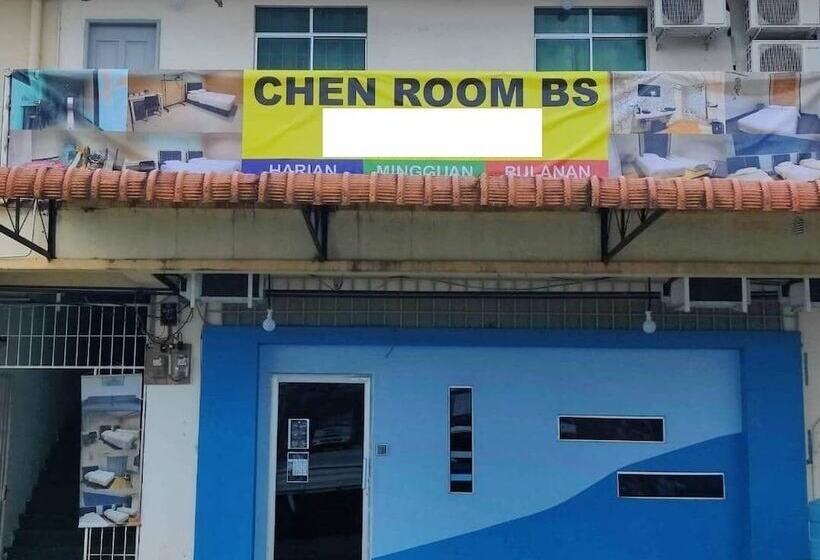 CHEN ROOM BS
HARIAN MINGGUAN BULANAN